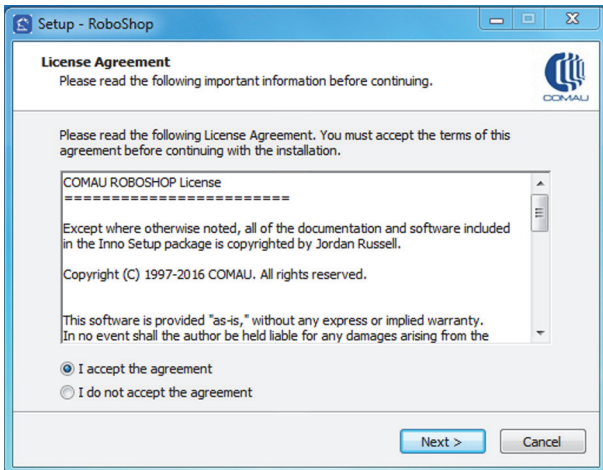 Setup - RoboShop
License Agreement
Please read the following important information before continuing.
COMAU
Please read the following License Agreement. You must accept the terms of this
agreement before continuing with the installation.
COMAU ROBOSHOP License
=========================
Except where otherwise noted, all of the documentation and software included
in the Inno Setup package is copyrighted by Jordan Russell.
Copyright (C) 1997-2016 COMAU. All rights reserved.
This software is provided "as-is," without any express or implied warranty.
In no event shall the author be held liable for any damages arising from the
I accept the agreement
I do not accept the agreement
Next >
Cancel